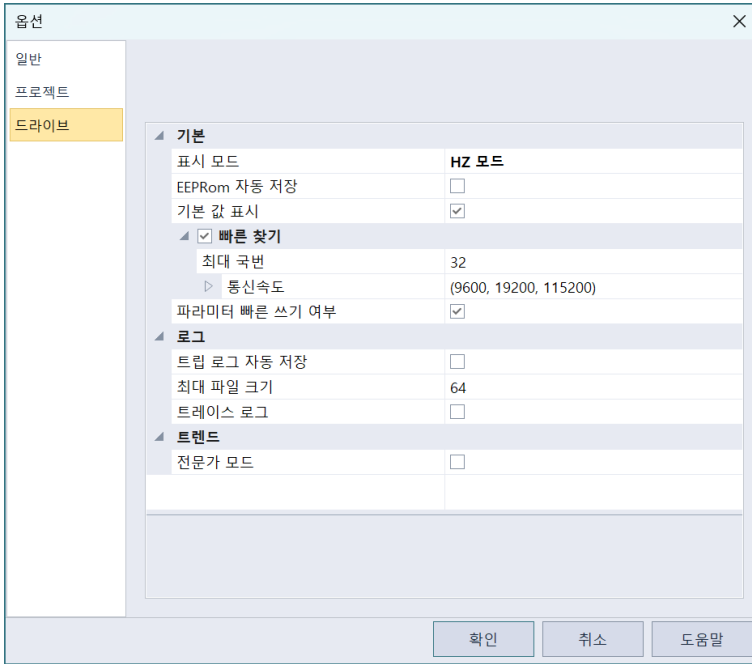 옵션
일반
프로젝트
드라이브
기본
표시 모드 HZ 모드
EEPRom 자동 저장
기본 값 표시
빠른 찾기
최대 국번 32
통신속도 (9600, 19200, 115200)
파라미터 빠른 쓰기 여부
로그
트립 로그 자동 저장
최대 파일 크기 64
트레이스 로그
트렌드
전문가 모드
확인 취소 도움말